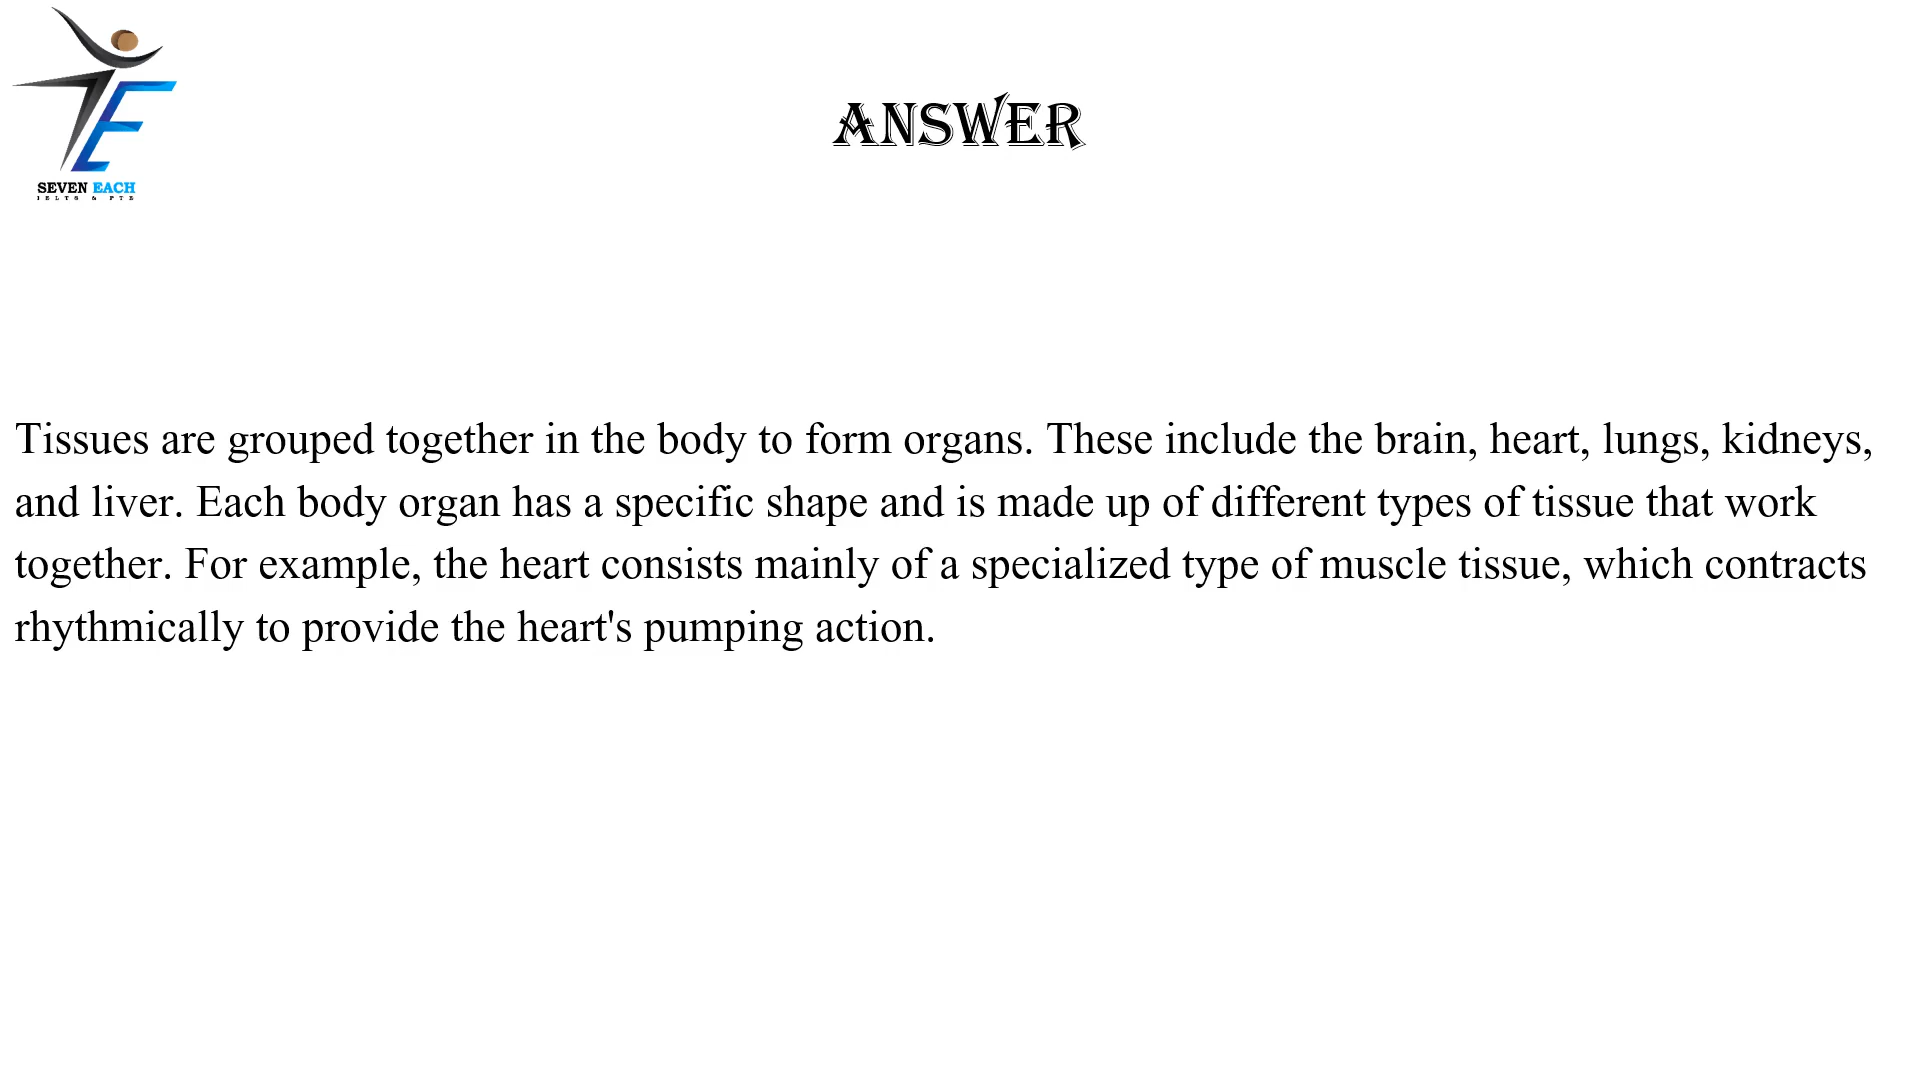 SEVEN EACH
IELTS & PTE
ANSWER
Tissues are grouped together in the body to form organs. These include the brain, heart, lungs, kidneys,
and liver. Each body organ has a specific shape and is made up of different types of tissue that work
together. For example, the heart consists mainly of a specialized type of muscle tissue, which contracts
rhythmically to provide the heart's pumping action.